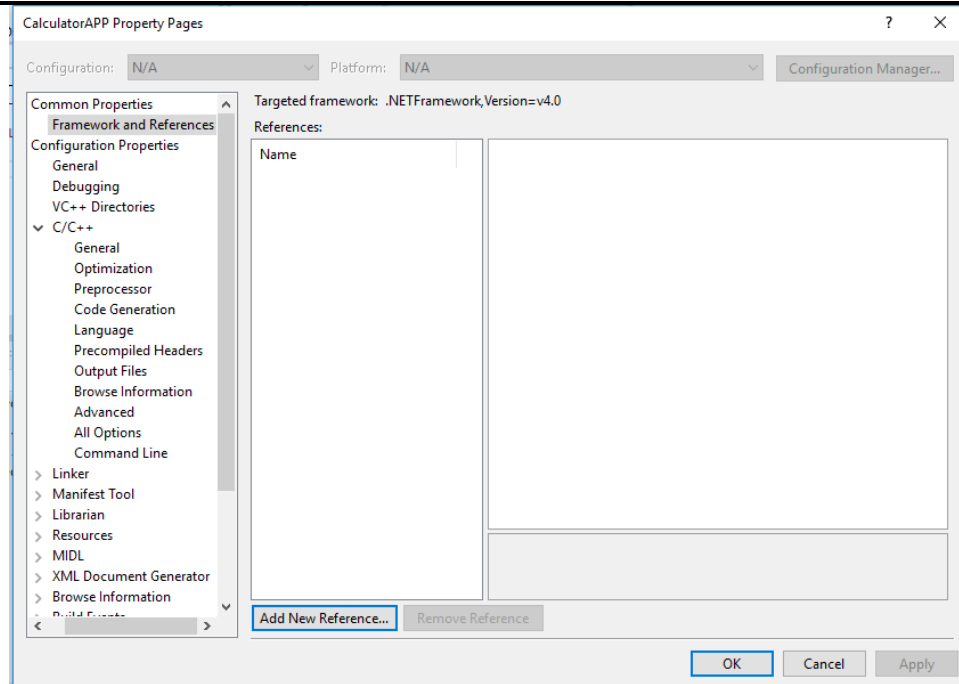 CalculatorAPP Property Pages ?
Configuration: N/A Platform: N/A Configuration Manager...
Common Properties
Framework and References
Configuration Properties
General
Debugging
VC++ Directories
C/C++
General
Optimization
Preprocessor
Code Generation
Language
Precompiled Headers
Output Files
Browse Information
Advanced
All Options
Command Line
Linker
Manifest Tool
Librarian
Resources
MIDL
XML Document Generator
Browse Information
Build Events
Targeted framework: .NETFramework,Version=v4.0
References:
Name
Add New Reference... Remove Reference
OK Cancel Apply